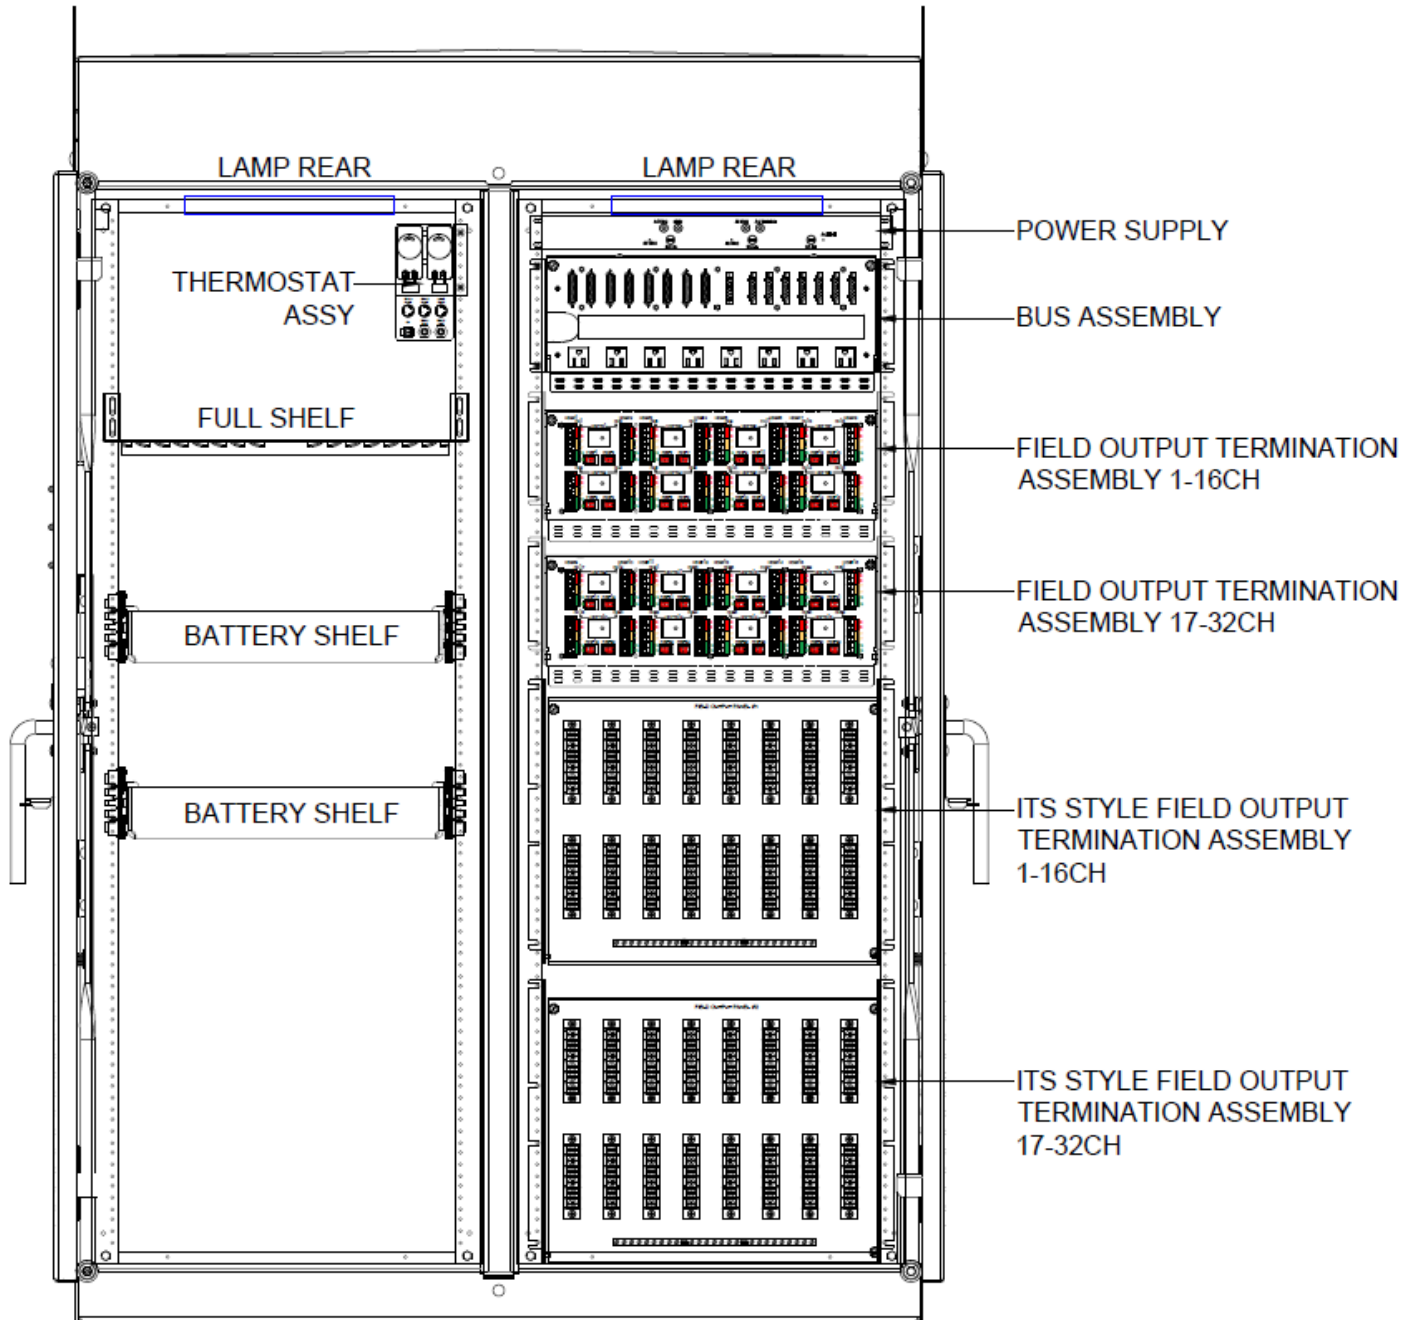 LAMP REAR
LAMP REAR
POWER SUPPLY
THERMOSTAT
ASSY
BUS ASSEMBLY
FULL SHELF
FIELD OUTPUT TERMINATION
ASSEMBLY 1-16CH
FIELD OUTPUT TERMINATION
ASSEMBLY 17-32CH
BATTERY SHELF
BATTERY SHELF
ITS STYLE FIELD OUTPUT
TERMINATION ASSEMBLY
1-16CH
ITS STYLE FIELD OUTPUT
TERMINATION ASSEMBLY
17-32CH